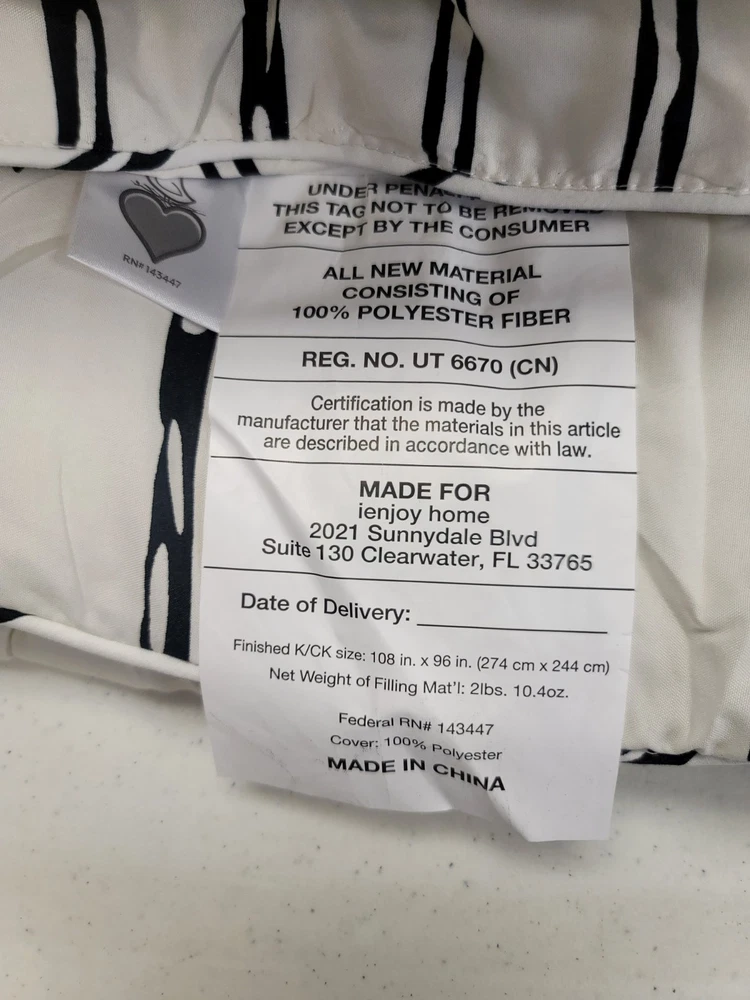 RN#143447
UNDER
THIS TAG NOT TO BE REMOVED
EXCEPT BY THE CONSUMER
ALL NEW MATERIAL
CONSISTING OF
100% POLYESTER FIBER
REG. NO. UT 6670 (CN)
Certification is made by the
manufacturer that the materials in this article
are described in accordance with law.
MADE FOR
ienjoy home
2021 Sunnydale Blvd
Suite 130 Clearwater, FL 33765
Date of Delivery:
Finished K/CK size: 108 in. x 96 in. (274 cm x 244 cm)
Net Weight of Filling Mat'l: 2lbs. 10.4oz.
Federal RN# 143447
Cover: 100% Polyester
MADE IN CHINA